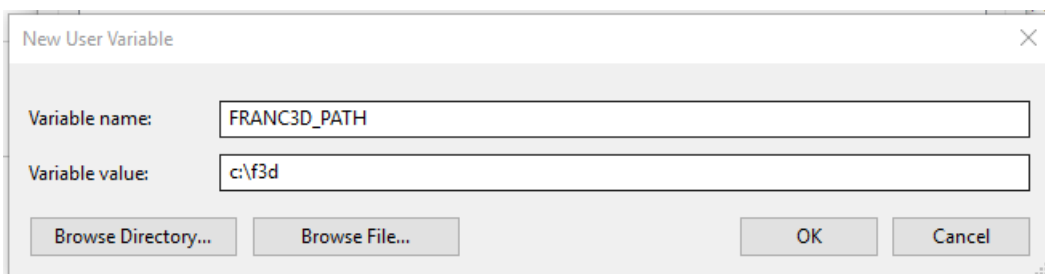 New User Variable
Variable name: FRANC3D_PATH
Variable value: c:\f3d
Browse Directory... Browse File... OK Cancel